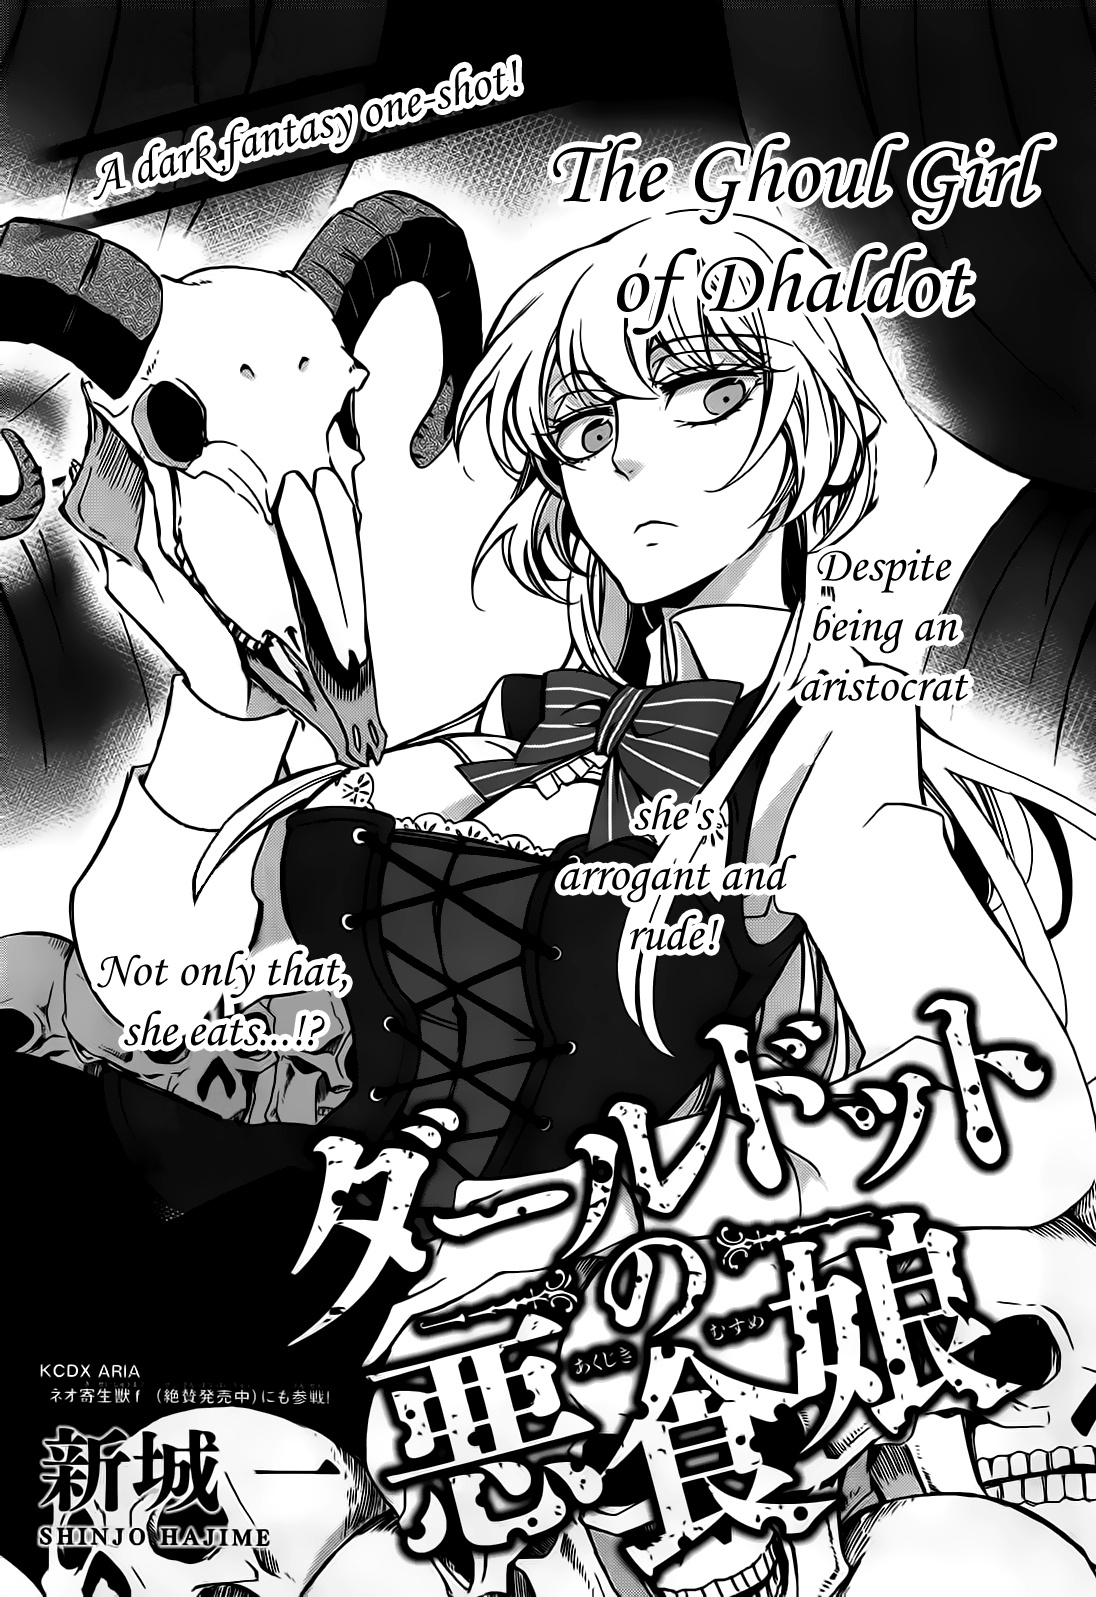 A dark fantasy one-shot!
The Ghoul Girl
of Dhaldot
Despite
being an
aristocrat
she's
arrogant and
rude!
Not only that,
she eats...!?
ダールドット
の
悪食娘
あくじき
むすめ
KCDX ARIA
ネオ寄生獣f (絶賛発売中)にも参戦!
新城 一
SHINJO HAJIME